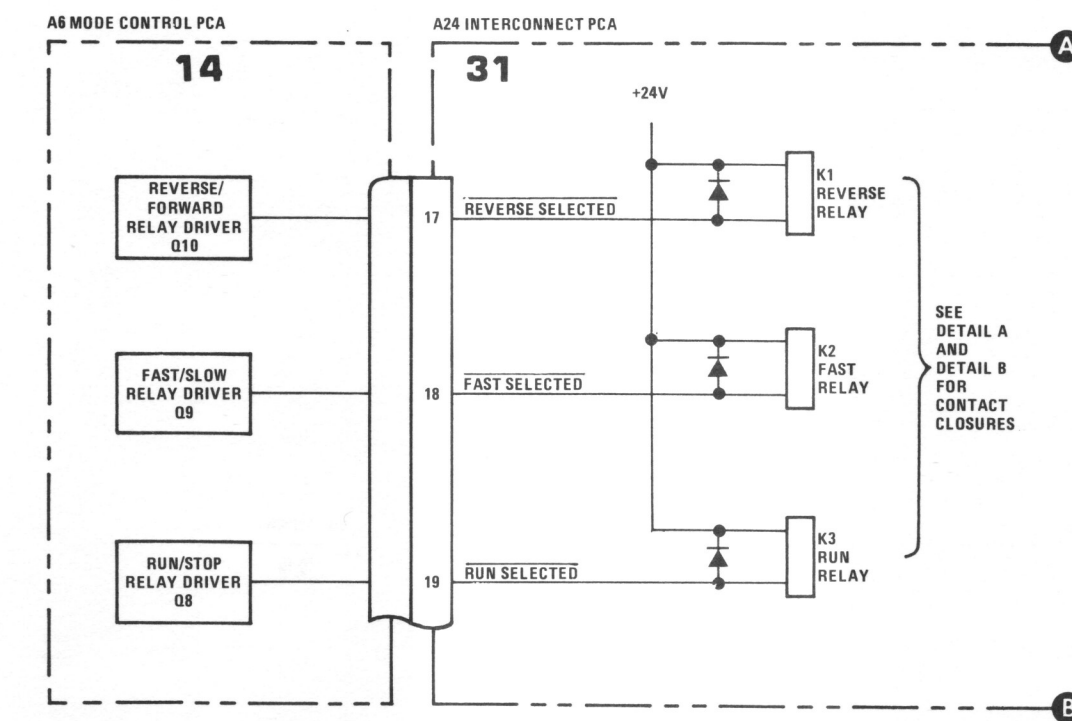 A6 MODE CONTROL PCA
A24 INTERCONNECT PCA
A
14
31
+24V
REVERSE/
FORWARD
RELAY DRIVER
Q10
17
REVERSE SELECTED
K1
REVERSE
RELAY
FAST/SLOW
RELAY DRIVER
Q9
18
FAST SELECTED
K2
FAST
RELAY
SEE
DETAIL A
AND
DETAIL B
FOR
CONTACT
CLOSURES
RUN/STOP
RELAY DRIVER
Q8
19
RUN SELECTED
K3
RUN
RELAY
B